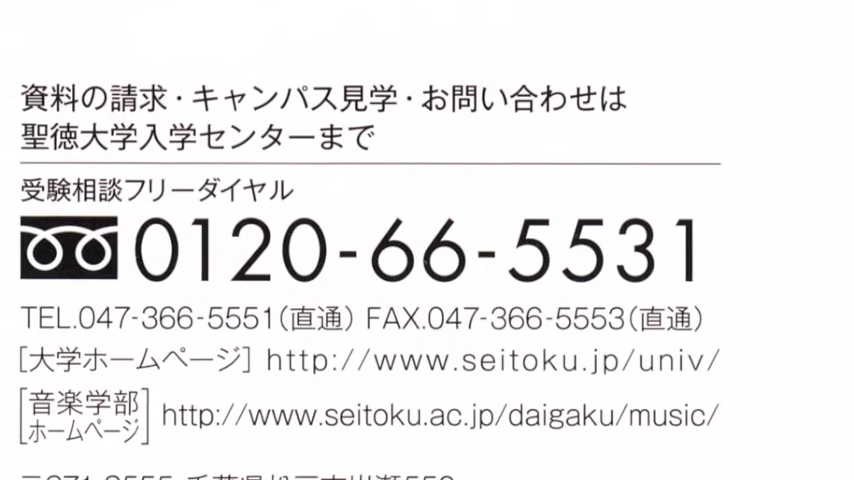 資料の請求・キャンパス見学・お問い合わせは
聖徳大学入学センターまで
受験相談フリーダイヤル
0120-66-5531
TEL.047-366-5551(直通) FAX.047-366-5553(直通)
[大学ホームページ] http://www.seitoku.jp/univ/
[音楽学部
ホームページ] http://www.seitoku.ac.jp/daigaku/music/